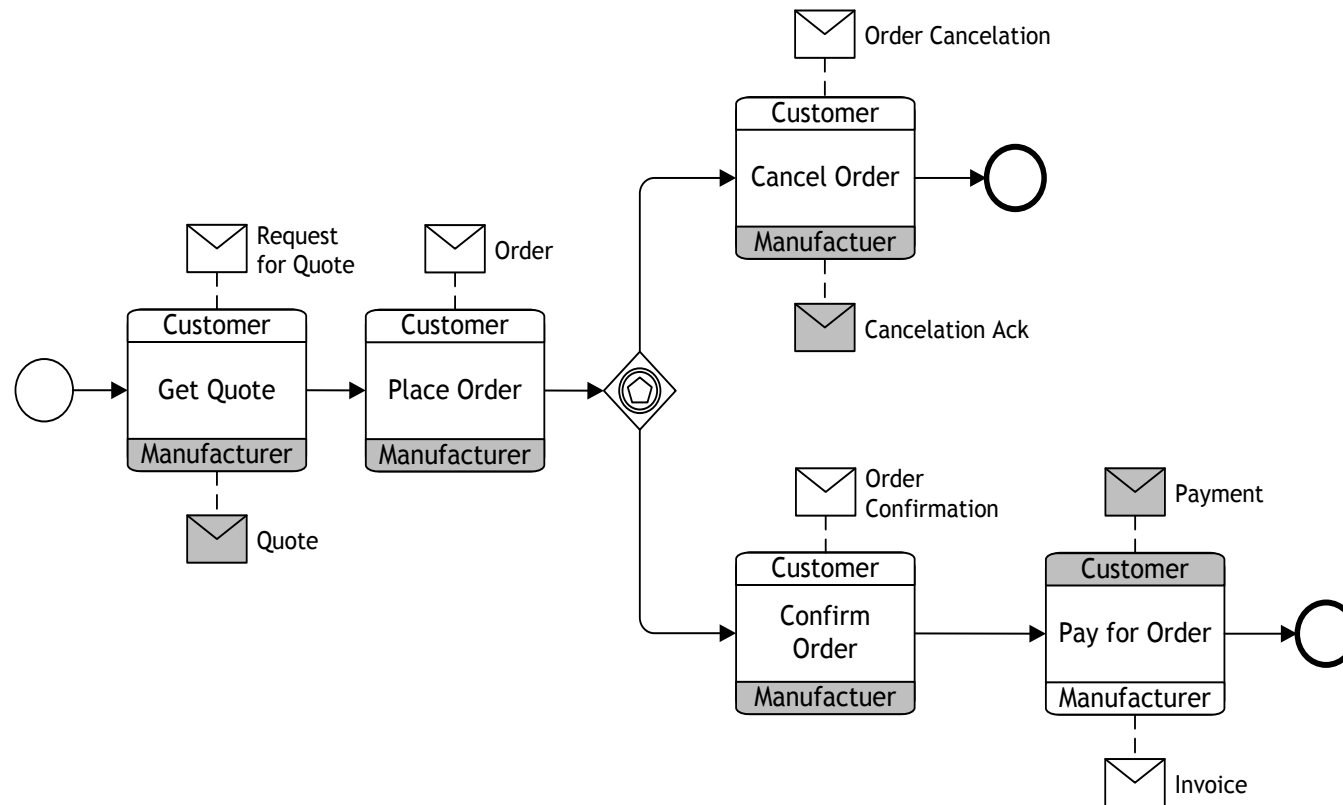 Order Cancelation
Customer
Cancel Order
Manufactuer
Cancelation Ack
Request
for Quote
Customer
Get Quote
Manufacturer
Quote
Order
Customer
Place Order
Manufacturer
Order
Confirmation
Customer
Confirm
Order
Manufactuer
Payment
Customer
Pay for Order
Manufacturer
Invoice